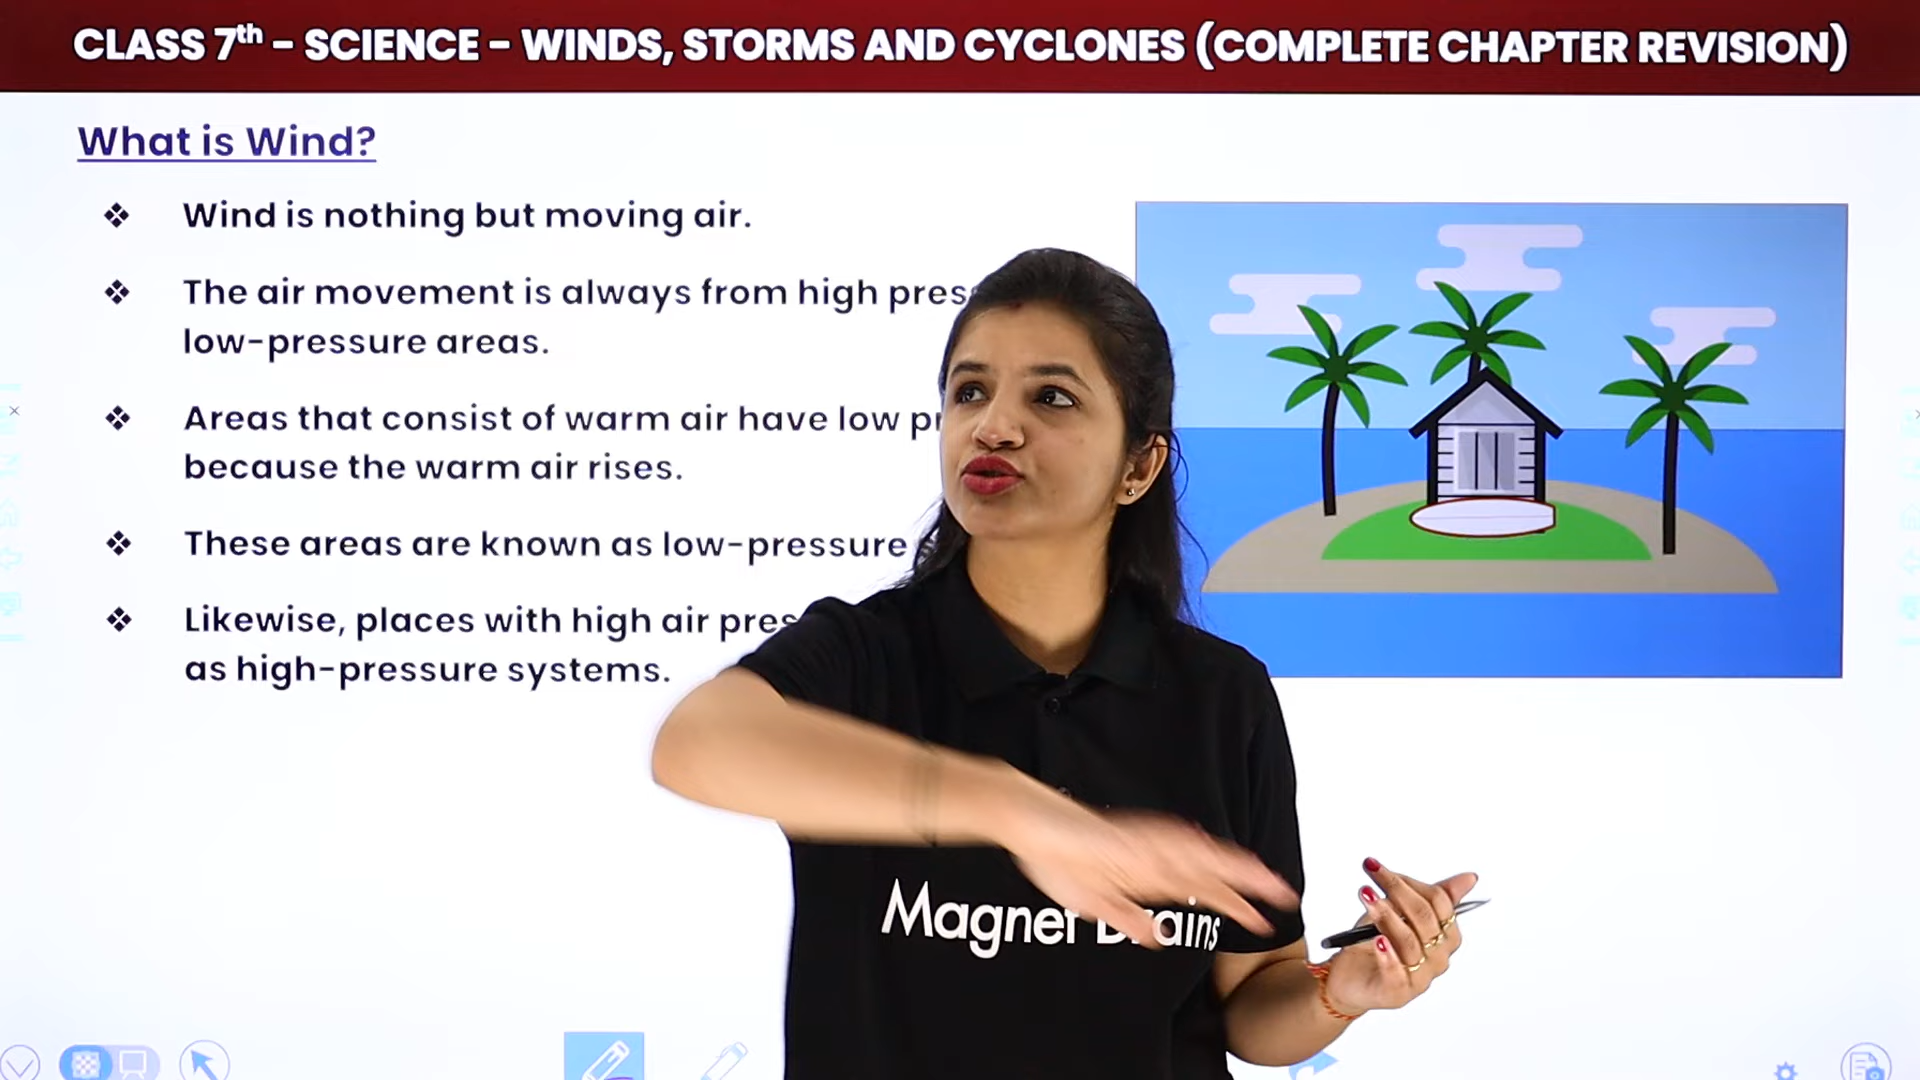 CLASS 7th - SCIENCE - WINDS, STORMS AND CYCLONES (COMPLETE CHAPTER REVISION)
What is Wind?
❖ Wind is nothing but moving air.
❖ The air movement is always from high
low-pressure areas.
❖ Areas that consist of warm air have low
because the warm air rises.
❖ These areas are known as low-pressure
❖ Likewise, places with high air
as high-pressure systems.
Magnet Brains